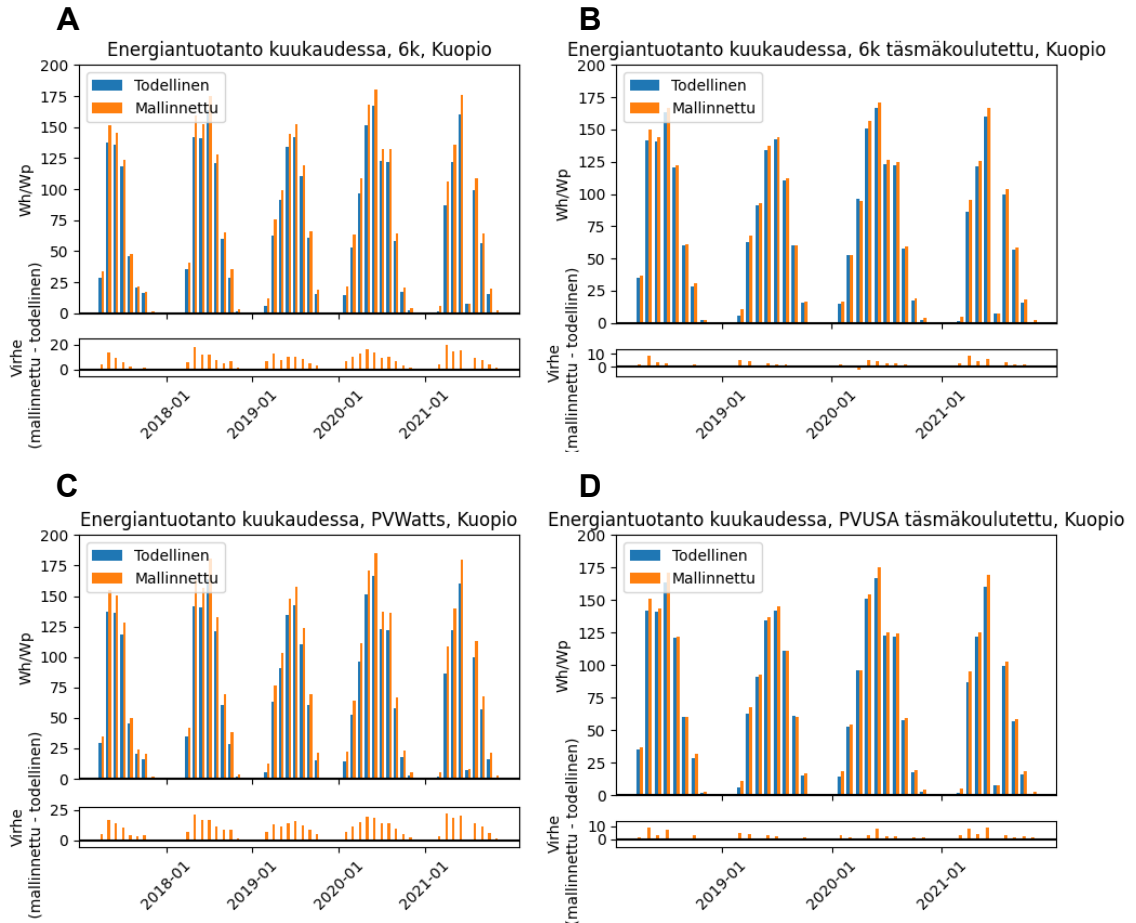 A
Energiantuotanto kuukaudessa, 6k, Kuopio
Todellinen
Mallinnettu
Wh/Wp
200
175
150
125
100
75
50
25
0
Virhe
(mallinnettu - todellinen)
20
0
2018-01
2019-01
2020-01
2021-01
B
Energiantuotanto kuukaudessa, 6k täsmäkoulutettu, Kuopio
Todellinen
Mallinnettu
Wh/Wp
200
175
150
125
100
75
50
25
0
Virhe
(mallinnettu - todellinen)
10
0
2019-01
2020-01
2021-01
C
Energiantuotanto kuukaudessa, PVWatts, Kuopio
Todellinen
Mallinnettu
Wh/Wp
200
175
150
125
100
75
50
25
0
Virhe
(mallinnettu - todellinen)
25
0
2018-01
2019-01
2020-01
2021-01
D
Energiantuotanto kuukaudessa, PVUSA täsmäkoulutettu, Kuopio
Todellinen
Mallinnettu
Wh/Wp
200
175
150
125
100
75
50
25
0
Virhe
(mallinnettu - todellinen)
10
0
2019-01
2020-01
2021-01